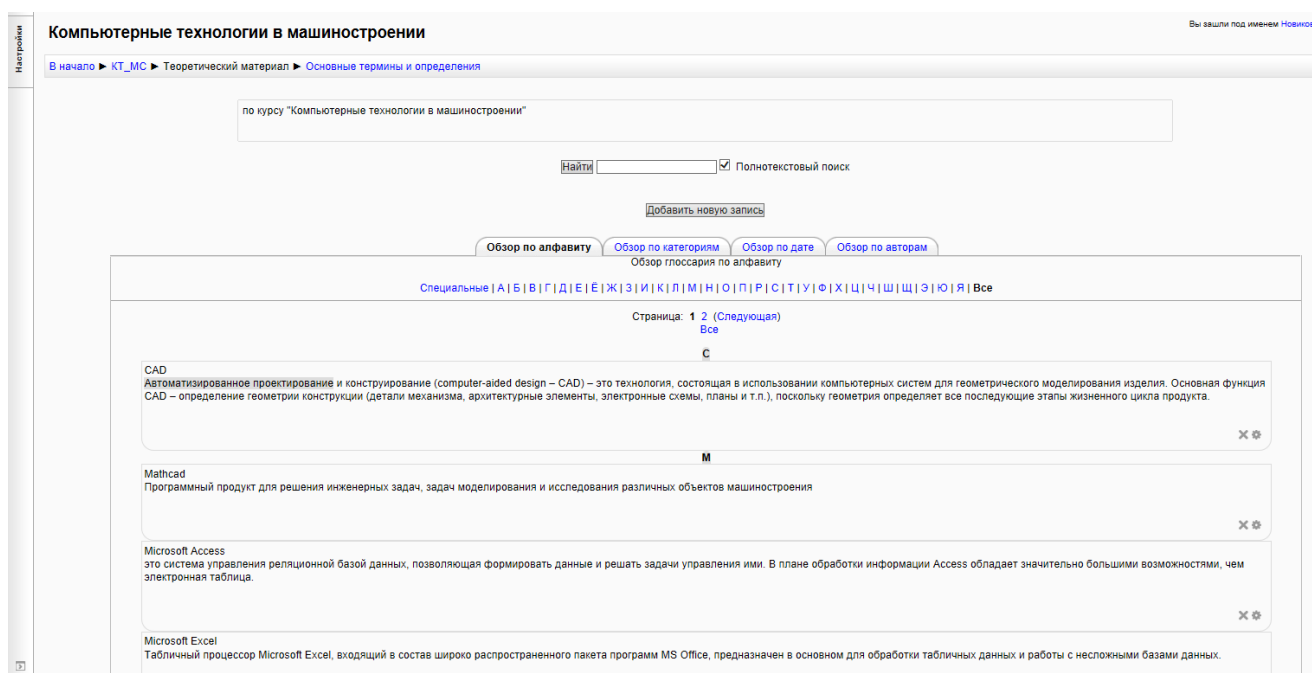 Настройки
Компьютерные технологии в машиностроении
Вы зашли под именем Новиков
В начало ► КТ_МС ► Теоретический материал ► Основные термины и определения
по курсу "Компьютерные технологии в машиностроении"
Найти Полнотекстовый поиск
Добавить новую запись
Обзор по алфавиту Обзор по категориям Обзор по дате Обзор по авторам
Обзор глоссария по алфавиту
Специальные | А | Б | В | Г | Д | Е | Ё | Ж | З | И | К | Л | М | Н | О | П | Р | С | Т | У | Ф | Х | Ц | Ч | Ш | Щ | Э | Ю | Я | Все
Страница: 1 2 (Следующая)
Все
C
CAD
Автоматизированное проектирование и конструирование (computer-aided design – CAD) – это технология, состоящая в использовании компьютерных систем для геометрического моделирования изделия. Основная функция
CAD – определение геометрии конструкции (детали механизма, архитектурные элементы, электронные схемы, планы и т.п.), поскольку геометрия определяет все последующие этапы жизненного цикла продукта.
M
Mathcad
Программный продукт для решения инженерных задач, задач моделирования и исследования различных объектов машиностроения
Microsoft Access
это система управления реляционной базой данных, позволяющая формировать данные и решать задачи управления ими. В плане обработки информации Access обладает значительно большими возможностями, чем
электронная таблица.
Microsoft Excel
Табличный процессор Microsoft Excel, входящий в состав широко распространенного пакета программ MS Office, предназначен в основном для обработки табличных данных и работы с несложными базами данных.